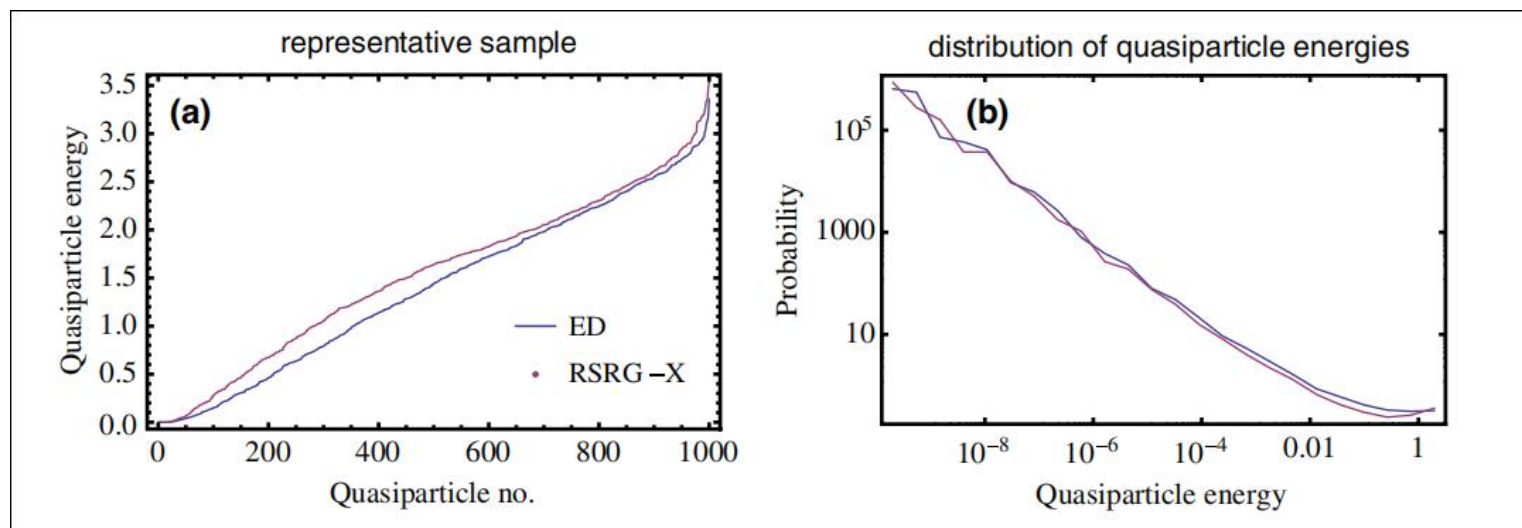 representative sample
(a)
Quasiparticle energy
3.5
3.0
2.5
2.0
1.5
1.0
0.5
0.0
ED
RSRG-X
0 200 400 600 800 1000
Quasiparticle no.
distribution of quasiparticle energies
(b)
Probability
10⁵
1000
10
10⁻⁸ 10⁻⁶ 10⁻⁴ 0.01 1
Quasiparticle energy